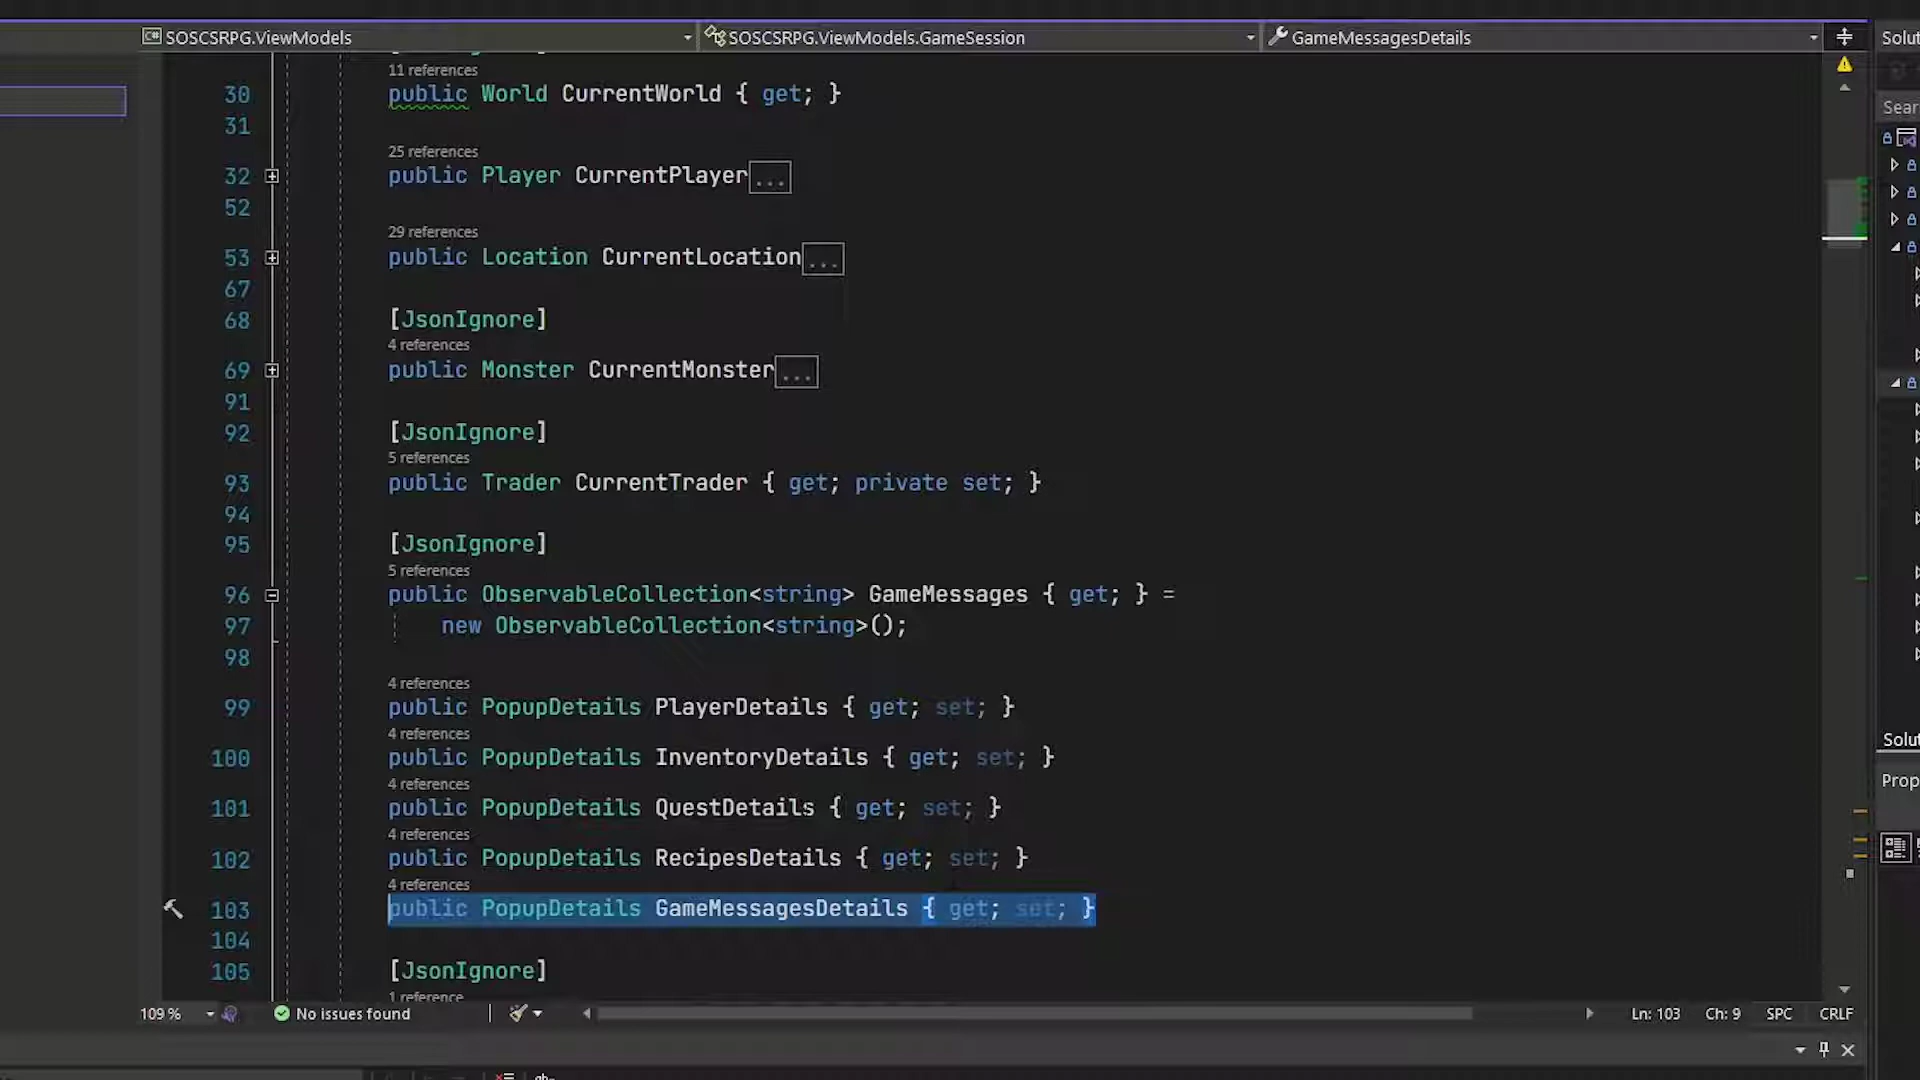 SOSCSRPG.ViewModels SOSCSRPG.ViewModels.GameSession GameMessagesDetails Solut
11 references
30 public World CurrentWorld { get; }
31
25 references
32 public Player CurrentPlayer...
52
29 references
53 public Location CurrentLocation...
67
68 [JsonIgnore]
4 references
69 public Monster CurrentMonster...
91
92 [JsonIgnore]
5 references
93 public Trader CurrentTrader { get; private set; }
94
95 [JsonIgnore]
5 references
96 public ObservableCollection<string> GameMessages { get; } =
97 new ObservableCollection<string>();
98
4 references
99 public PopupDetails PlayerDetails { get; set; }
4 references
100 public PopupDetails InventoryDetails { get; set; }
4 references
101 public PopupDetails QuestDetails { get; set; }
4 references
102 public PopupDetails RecipesDetails { get; set; }
4 references
103 public PopupDetails GameMessagesDetails { get; set; }
104
105 [JsonIgnore]
1 reference
109 % No issues found Ln: 103 Ch: 9 SPC CRLF
Sear
Solut
Prop